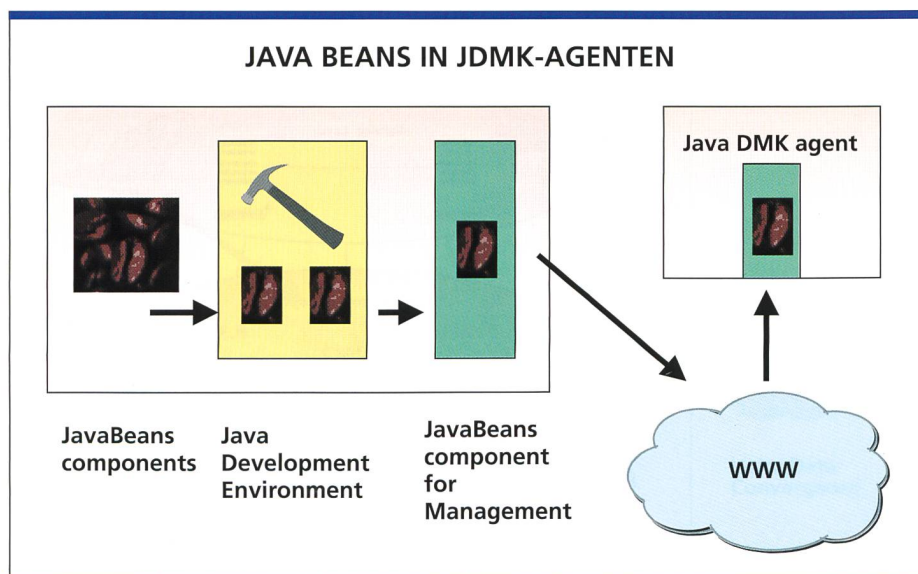 JAVA BEANS IN JDMK-AGENTEN
Java DMK agent
JavaBeans
components
Java
Development
Environment
JavaBeans
component
for
Management
WWW